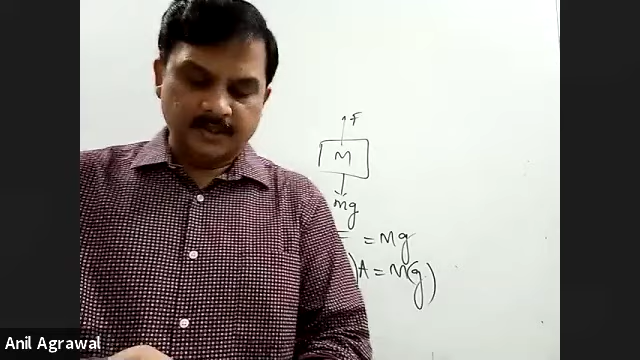 F
M
mg
= Mg
)A = M(g)
Anil Agrawal